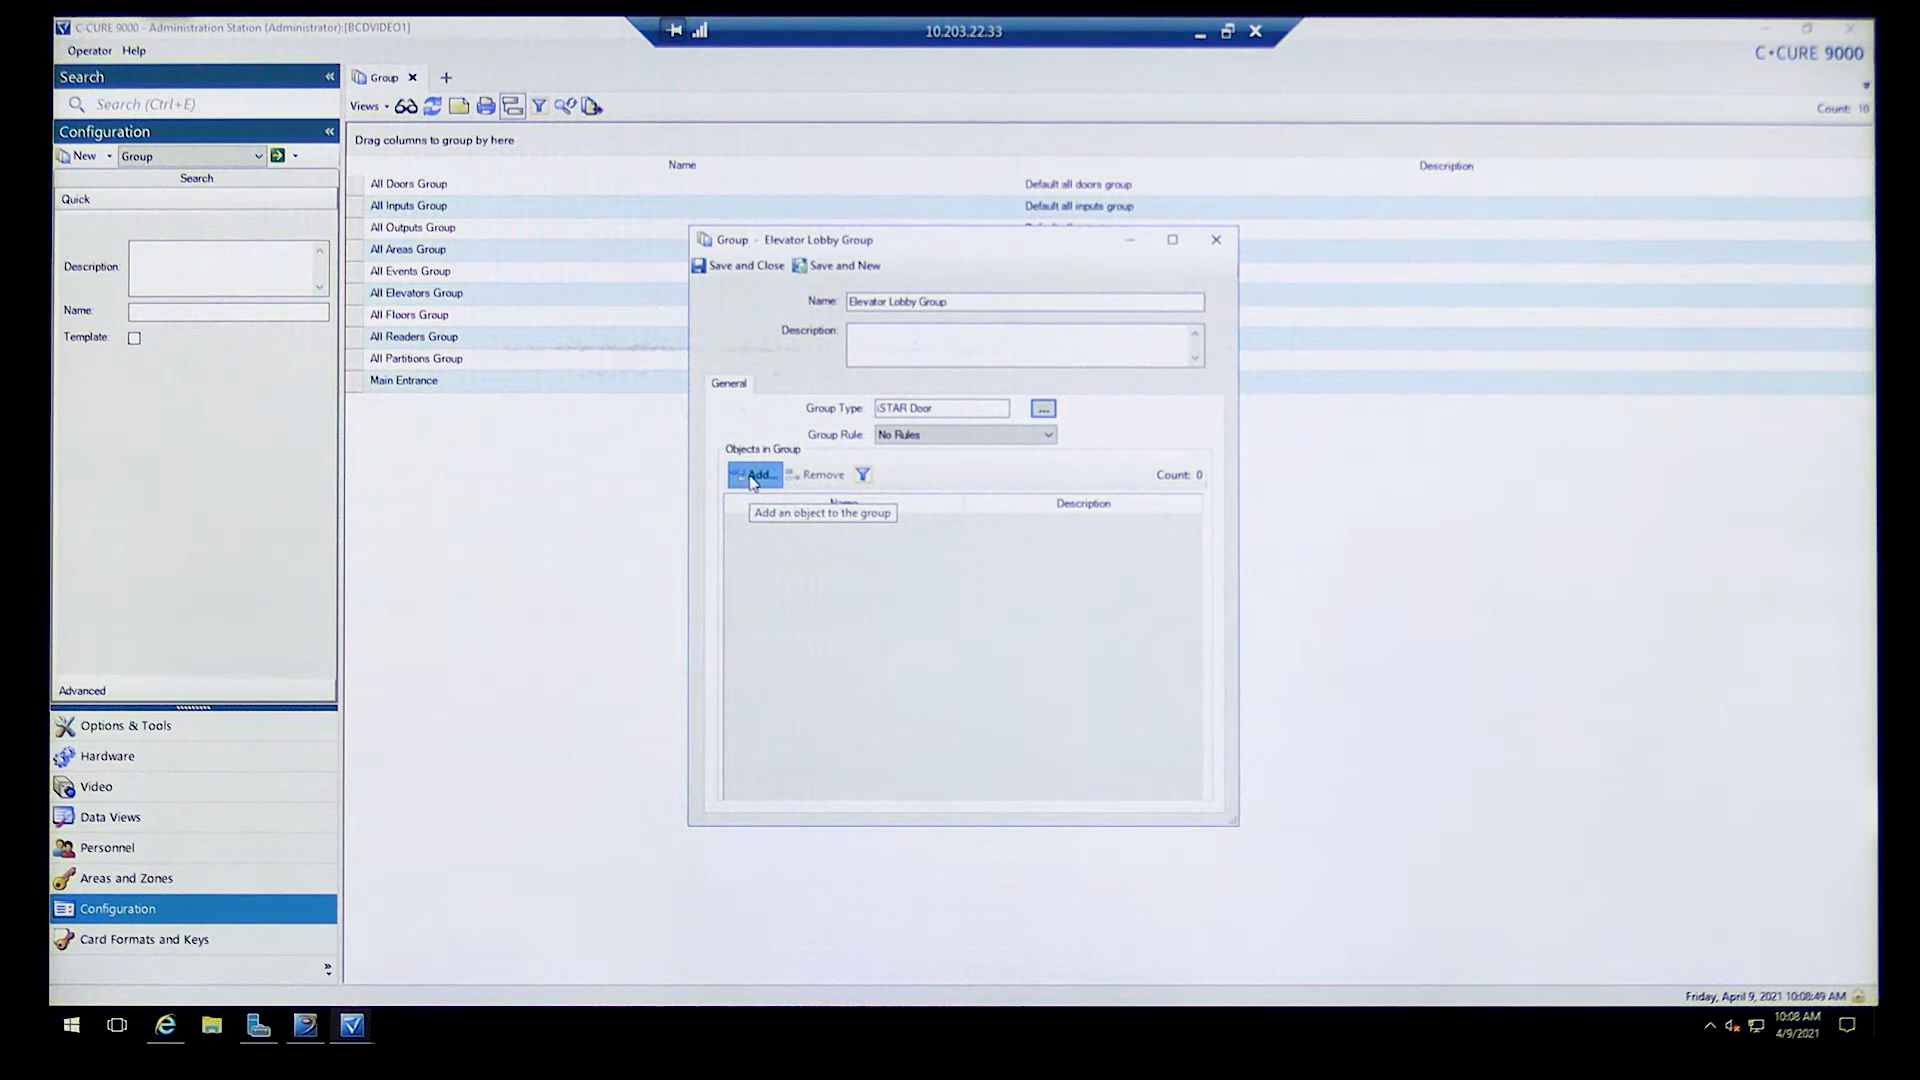 C•CURE 9000 - Administration Station (Administrator):[BCDVIDEO1]
10.203.22.33
Operator Help
C•CURE 9000
Search
Group
Search (Ctrl+E)
Views
Count: 10
Configuration
Drag columns to group by here
New
Group
Name
Description
Search
All Doors Group
Default all doors group
Quick
All Inputs Group
Default all inputs group
All Outputs Group
All Areas Group
Description:
All Events Group
All Elevators Group
Name:
All Floors Group
Template:
All Readers Group
All Partitions Group
Main Entrance
Group - Elevator Lobby Group
Save and Close Save and New
Name: Elevator Lobby Group
Description:
General
Group Type: iSTAR Door ...
Group Rule: No Rules
Objects in Group
Add... Remove Count: 0
Name Description
Add an object to the group
Advanced
Options & Tools
Hardware
Video
Data Views
Personnel
Areas and Zones
Configuration
Card Formats and Keys
Friday, April 9, 2021 10:08:49 AM
10:08 AM
4/9/2021